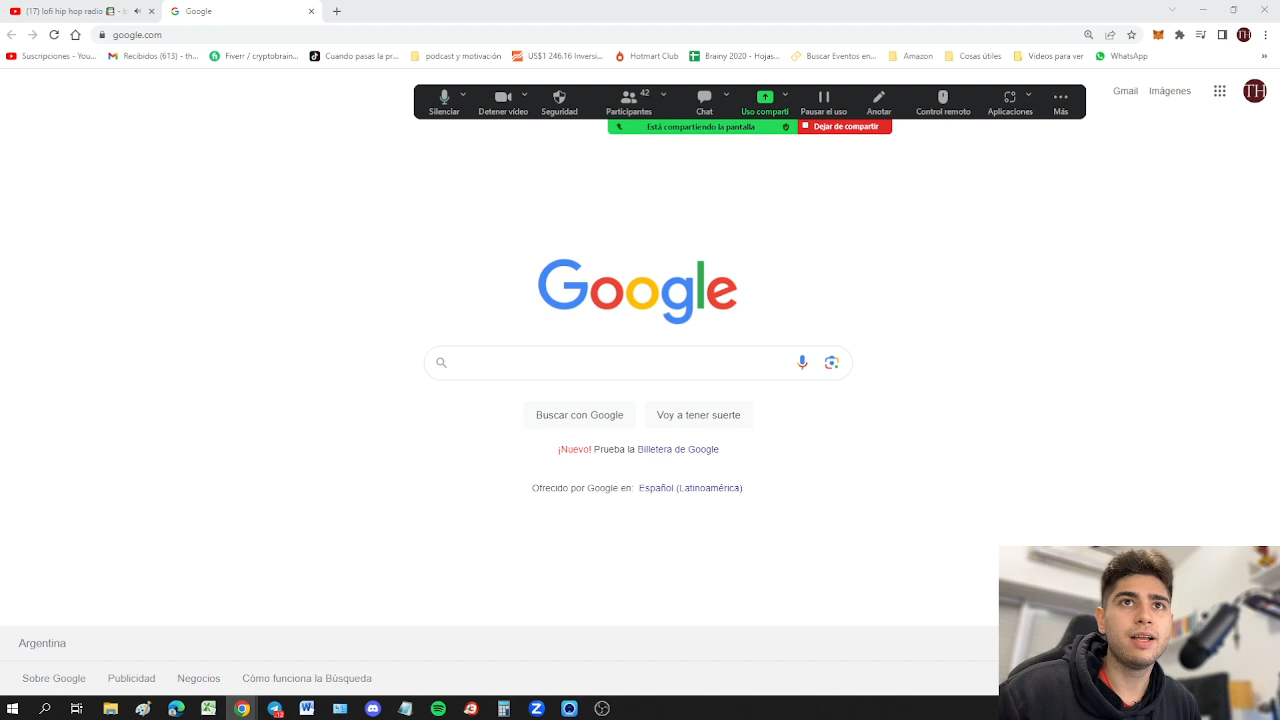 (17) lofi hip hop radio
Google
google.com
Suscripciones - You...
Recibidos (613) - th...
Fiverr / cryptobrain...
Cuando pasas la pr...
podcast y motivación
US$1 246.16 Inversi...
Hotmart Club
Brainy 2020 - Hojas...
Buscar Eventos en...
Amazon
Cosas útiles
Videos para ver
WhatsApp
»
Silenciar
Detener video
Seguridad
42
Participantes
Chat
Uso comparti
Pausar el uso
Anotar
Control remoto
Aplicaciones
Más
Está compartiendo la pantalla
Dejar de compartir
Gmail
Imágenes
TH
Google
Buscar con Google
Voy a tener suerte
¡Nuevo! Prueba la Billetera de Google
Ofrecido por Google en: Español (Latinoamérica)
Argentina
Sobre Google
Publicidad
Negocios
Cómo funciona la Búsqueda
12